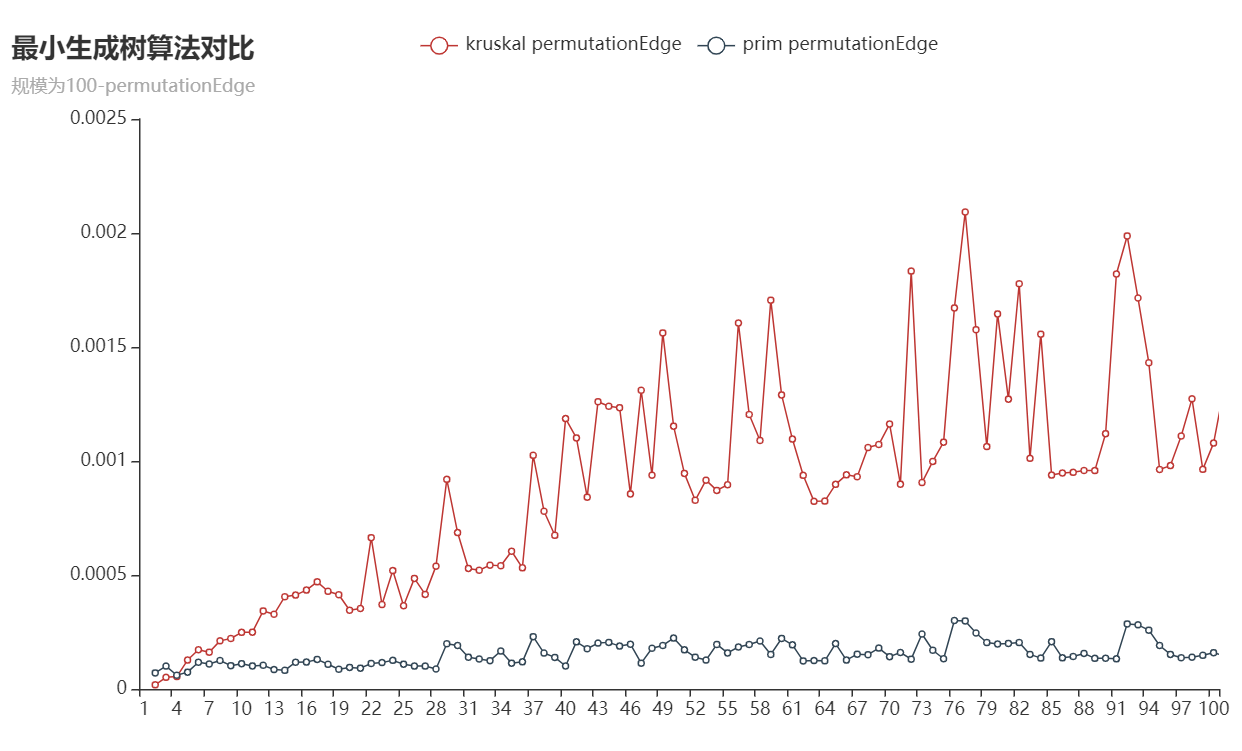 最小生成树算法对比
规模为100-permutationEdge
kruskal permutationEdge
prim permutationEdge
0.0025
0.002
0.0015
0.001
0.0005
0
1 4 7 10 13 16 19 22 25 28 31 34 37 40 43 46 49 52 55 58 61 64 67 70 73 76 79 82 85 88 91 94 97 100